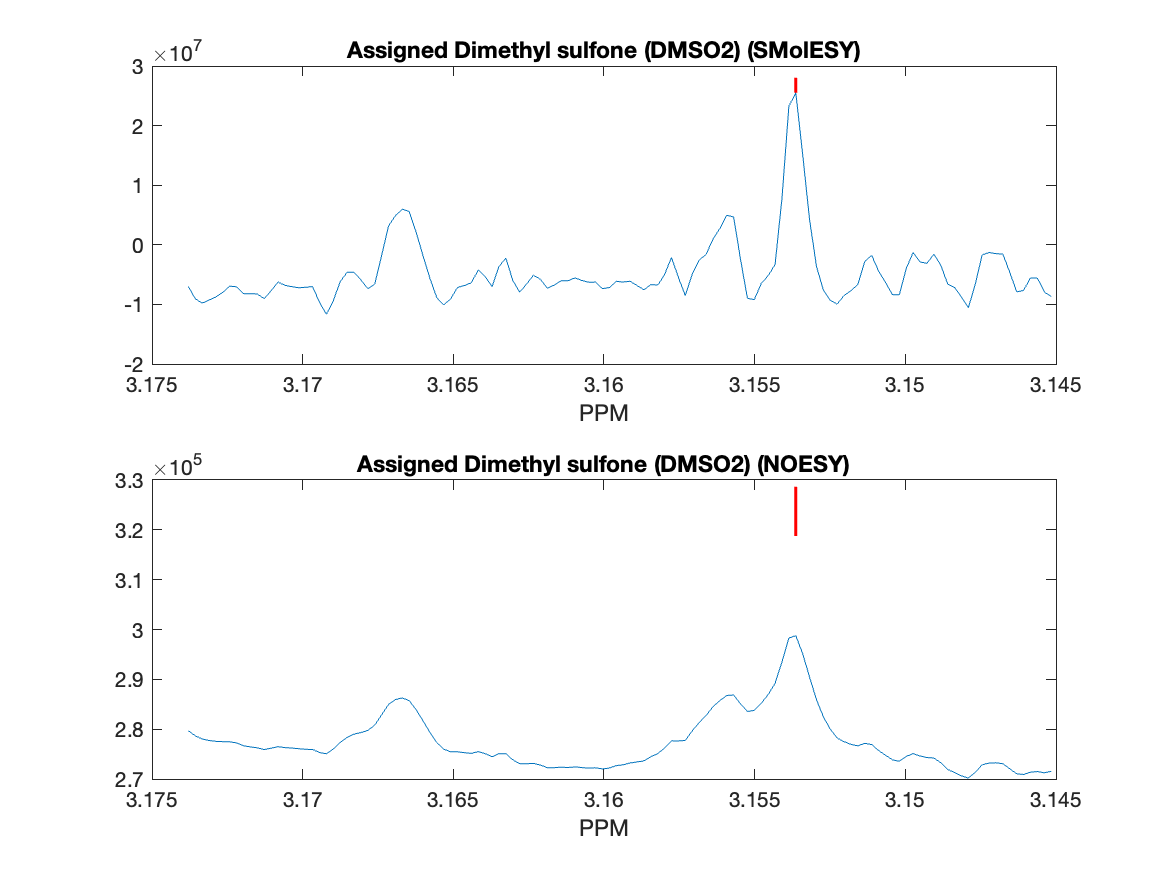 Assigned Dimethyl sulfone (DMSO2) (SMolESY)
×10^7
3
2
1
0
-1
-2
3.175 3.17 3.165 3.16 3.155 3.15 3.145
PPM
Assigned Dimethyl sulfone (DMSO2) (NOESY)
×10^5
3.3
3.2
3.1
3
2.9
2.8
2.7
3.175 3.17 3.165 3.16 3.155 3.15 3.145
PPM